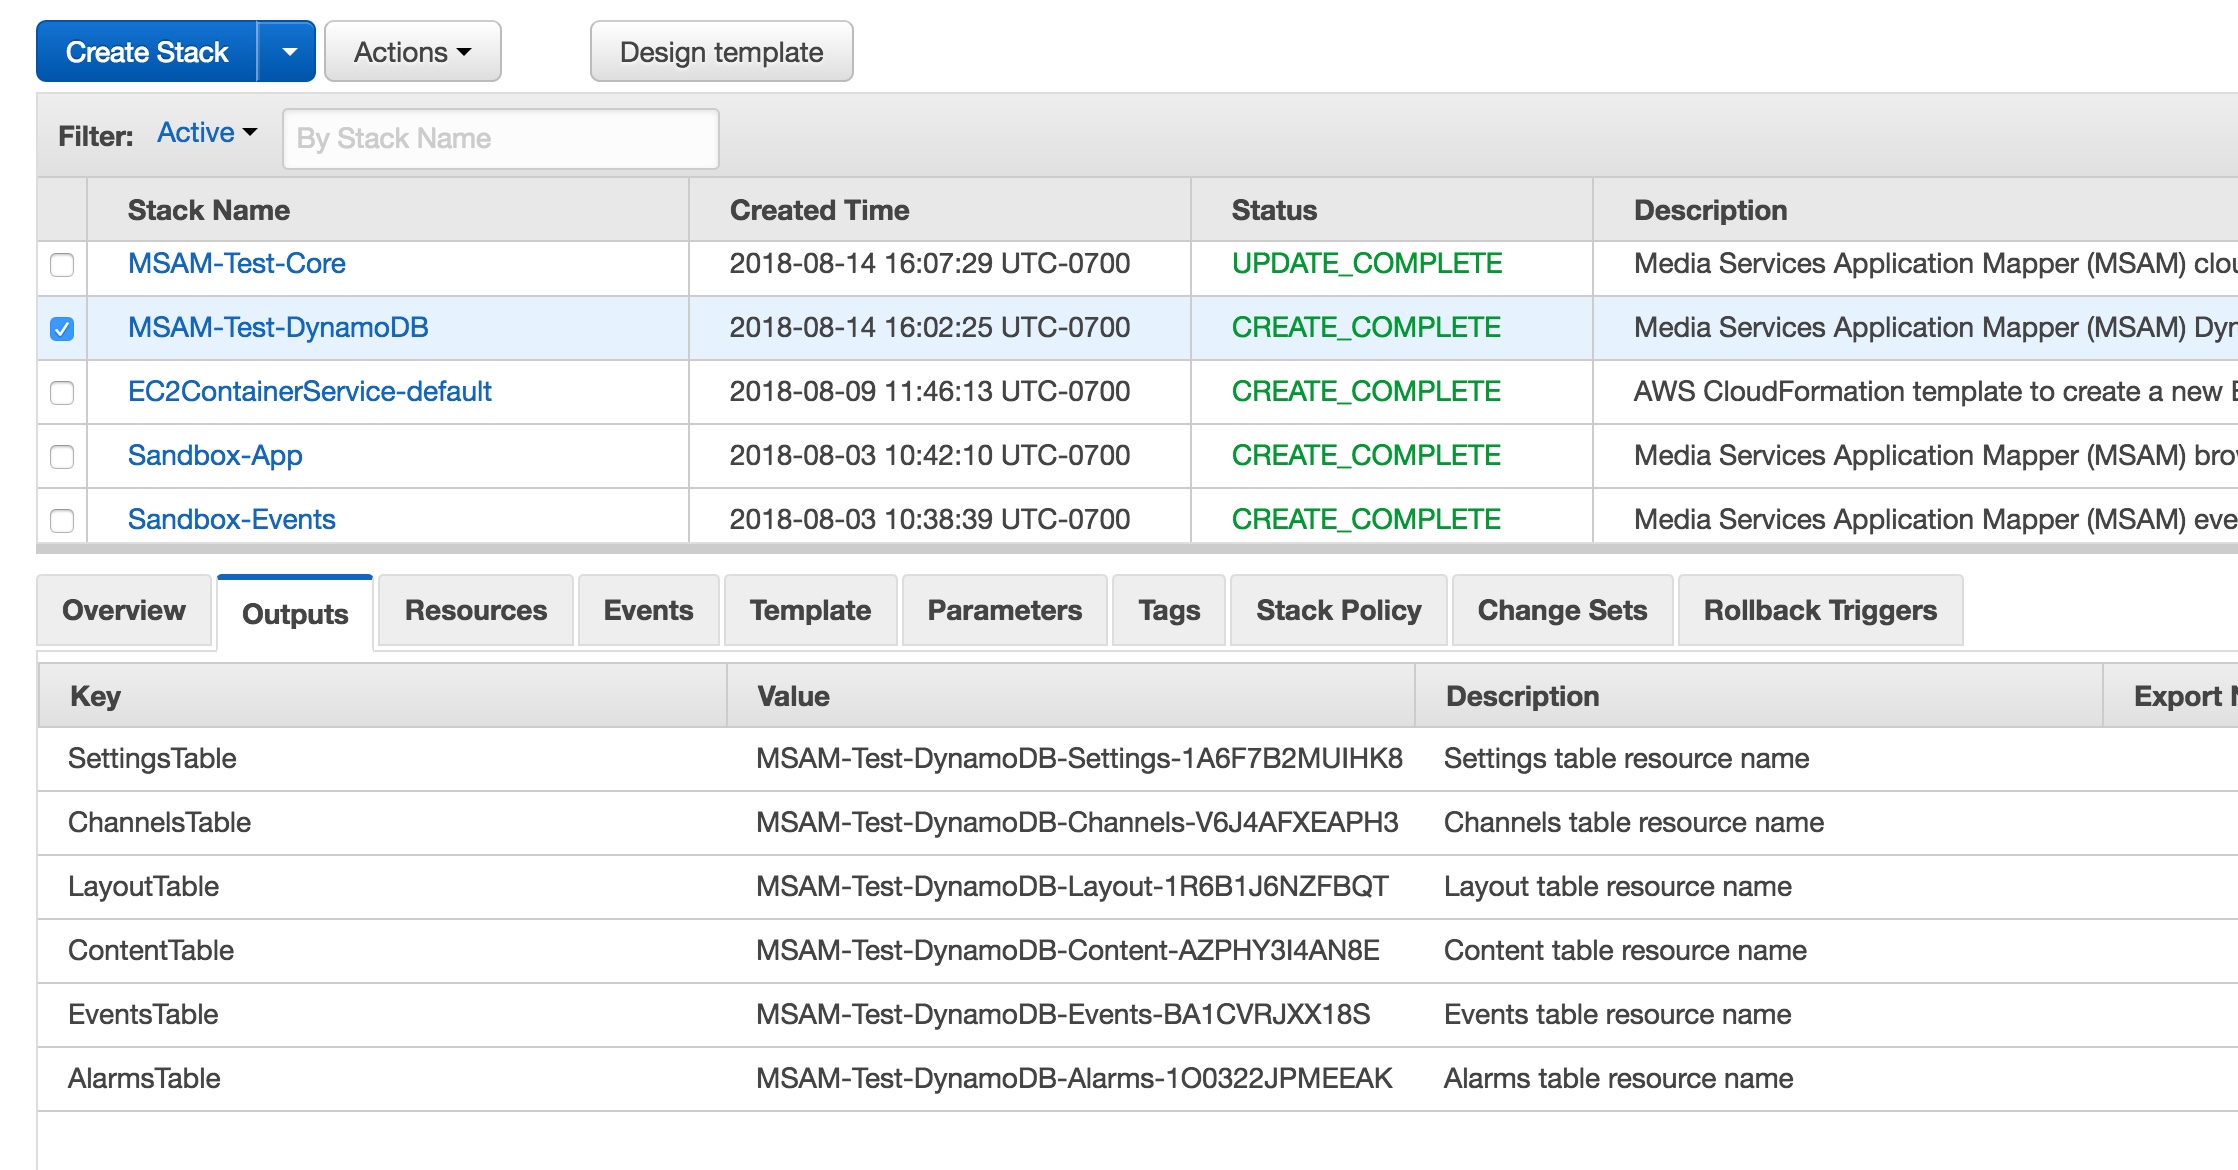 Create Stack Actions Design template
Filter: Active By Stack Name
Stack Name Created Time Status Description
MSAM-Test-Core 2018-08-14 16:07:29 UTC-0700 UPDATE_COMPLETE Media Services Application Mapper (MSAM) clou
MSAM-Test-DynamoDB 2018-08-14 16:02:25 UTC-0700 CREATE_COMPLETE Media Services Application Mapper (MSAM) Dyn
EC2ContainerService-default 2018-08-09 11:46:13 UTC-0700 CREATE_COMPLETE AWS CloudFormation template to create a new E
Sandbox-App 2018-08-03 10:42:10 UTC-0700 CREATE_COMPLETE Media Services Application Mapper (MSAM) brow
Sandbox-Events 2018-08-03 10:38:39 UTC-0700 CREATE_COMPLETE Media Services Application Mapper (MSAM) eve
Overview Outputs Resources Events Template Parameters Tags Stack Policy Change Sets Rollback Triggers
Key Value Description Export N
SettingsTable MSAM-Test-DynamoDB-Settings-1A6F7B2MUIHK8 Settings table resource name
ChannelsTable MSAM-Test-DynamoDB-Channels-V6J4AFXEAPH3 Channels table resource name
LayoutTable MSAM-Test-DynamoDB-Layout-1R6B1J6NZFBQT Layout table resource name
ContentTable MSAM-Test-DynamoDB-Content-AZPHY3I4AN8E Content table resource name
EventsTable MSAM-Test-DynamoDB-Events-BA1CVRJXX18S Events table resource name
AlarmsTable MSAM-Test-DynamoDB-Alarms-1O0322JPMEEAK Alarms table resource name